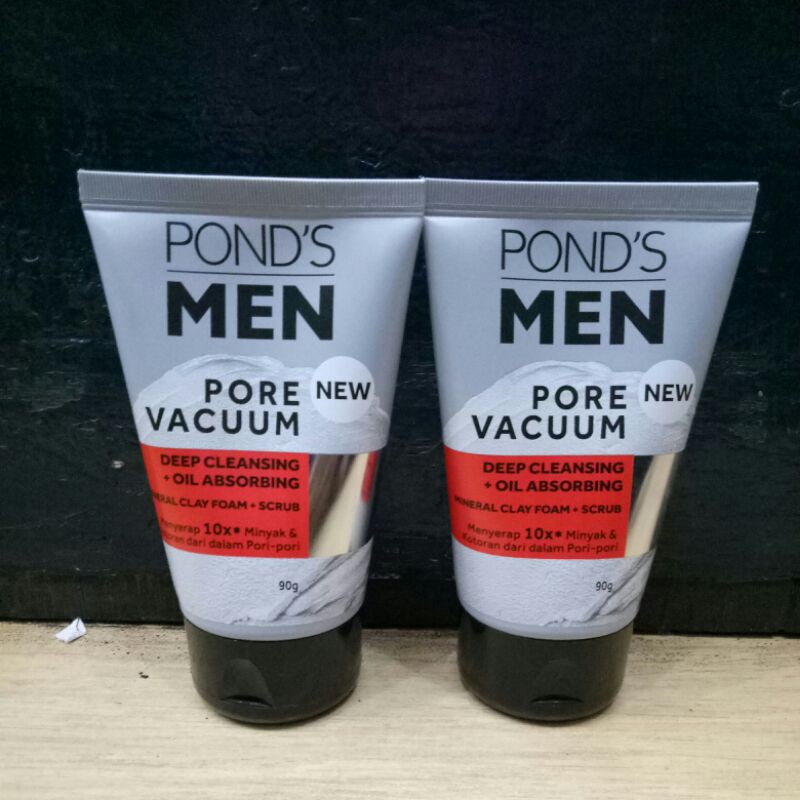 POND'S
MEN
PORE
VACUUM
NEW
DEEP CLEANSING
+ OIL ABSORBING
CLAY FOAM + SCRUB
Menyerap 10x* Minyak &
dari dalam Pori-pori
90g
POND'S
MEN
PORE
VACUUM
NEW
DEEP CLEANSING
+ OIL ABSORBING
MINERAL CLAY FOAM + SCRUB
Menyerap 10x* Minyak &
Kotoran dari dalam Pori-pori
90g